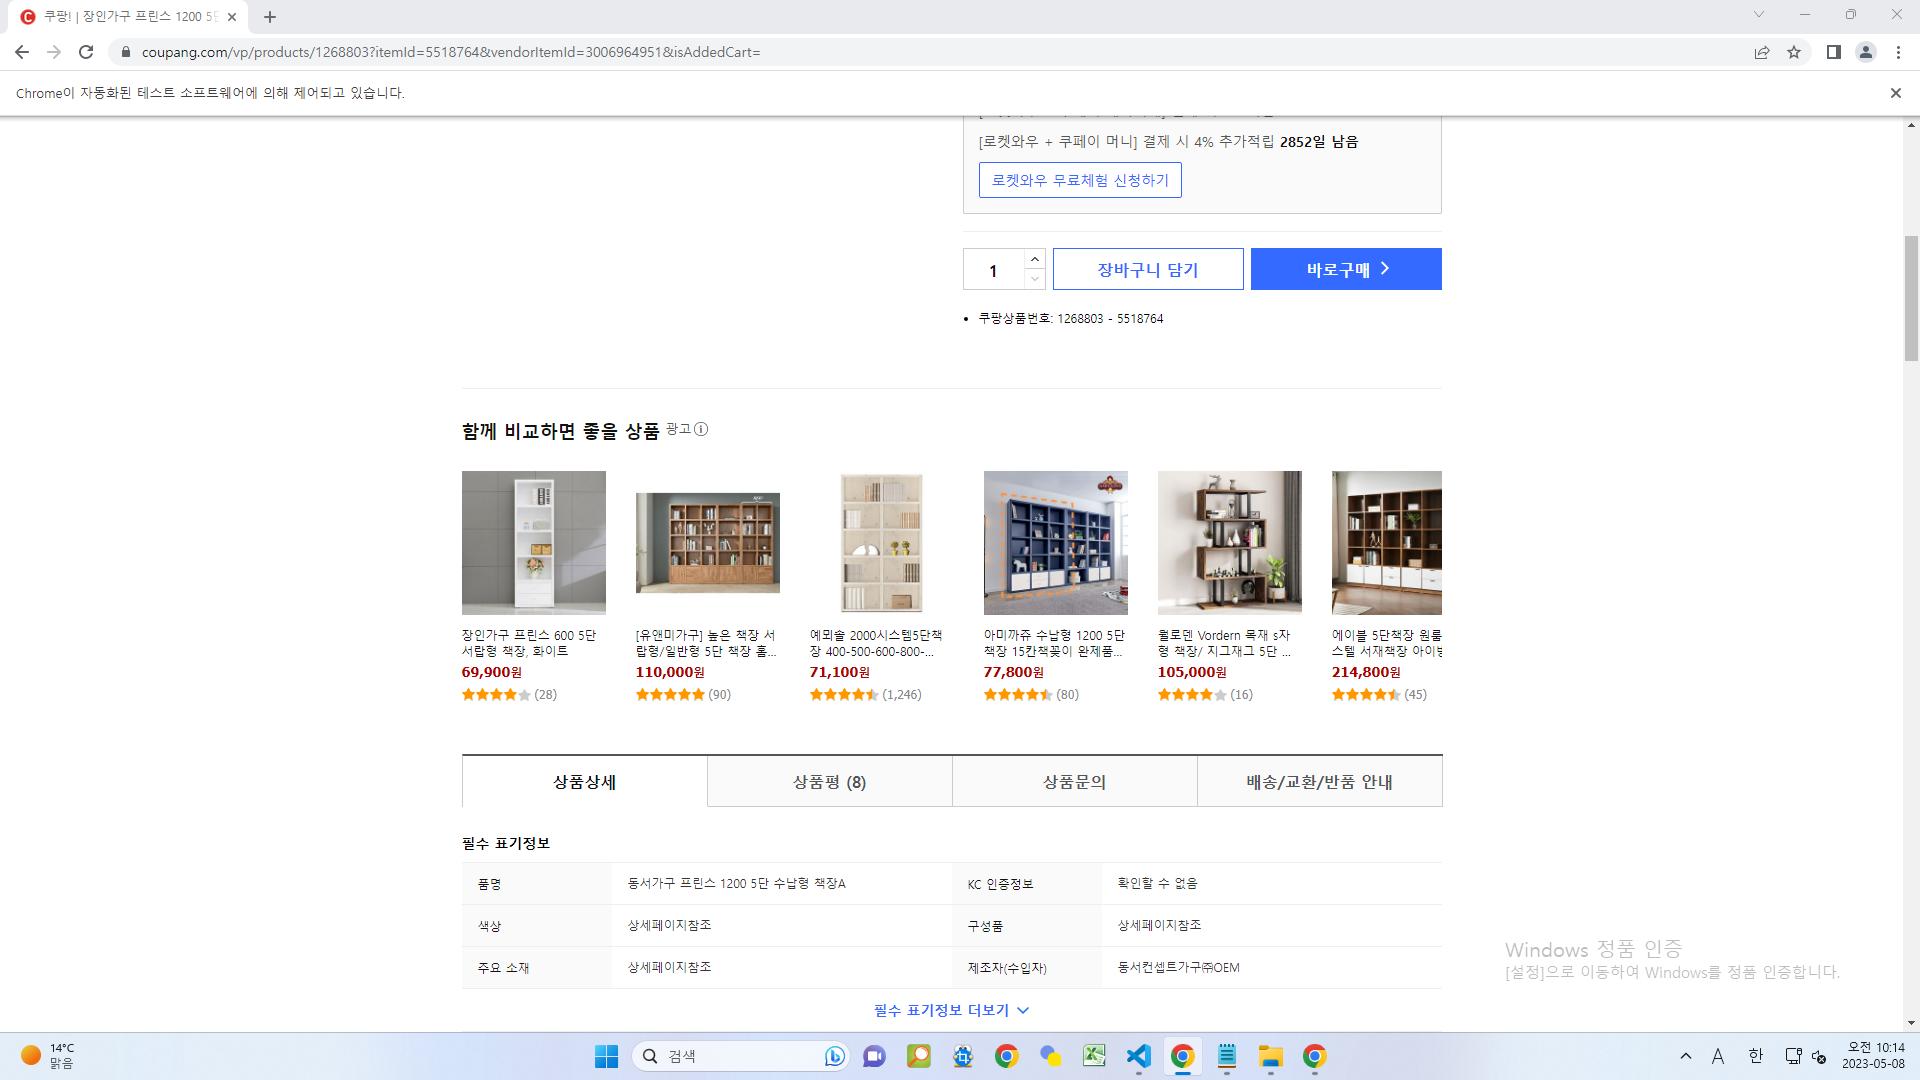 쿠팡! | 장인가구 프린스 1200 5단
coupang.com/vp/products/1268803?itemId=5518764&vendorItemId=3006964951&isAddedCart=
Chrome이 자동화된 테스트 소프트웨어에 의해 제어되고 있습니다.
[로켓와우 + 쿠페이 머니] 결제 시 4% 추가적립 2852일 남음
로켓와우 무료체험 신청하기
1
장바구니 담기
바로구매
• 쿠팡상품번호: 1268803 - 5518764
함께 비교하면 좋을 상품 광고
장인가구 프린스 600 5단 서랍형 책장, 화이트
69,900원
(28)
[유앤미가구] 높은 책장 서랍형/일반형 5단 책장 홈...
110,000원
(90)
예뫼솔 2000시스템5단책장 400-500-600-800-...
71,100원
(1,246)
아미까쥬 수납형 1200 5단책장 15칸책꽂이 완제품...
77,800원
(80)
월로덴 Vordern 목재 s자형 책장/ 지그재그 5단 ...
105,000원
(16)
에이블 5단책장 원룸
스텔 서재책장 아이방
214,800원
(45)
상품상세
상품평 (8)
상품문의
배송/교환/반품 안내
필수 표기정보
품명 동서가구 프린스 1200 5단 수납형 책장A KC 인증정보 확인할 수 없음
색상 상세페이지참조 구성품 상세페이지참조
주요 소재 상세페이지참조 제조자(수입자) 동서컨셉트가구㈜OEM
필수 표기정보 더보기
Windows 정품 인증
[설정]으로 이동하여 Windows를 정품 인증합니다.
14°C
맑음
검색
A 한
오전 10:14
2023-05-08